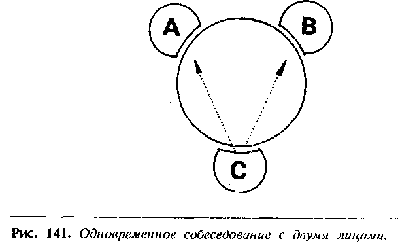 A B
C
Рис. 141. Одновременное собеседование с двумя лицами.